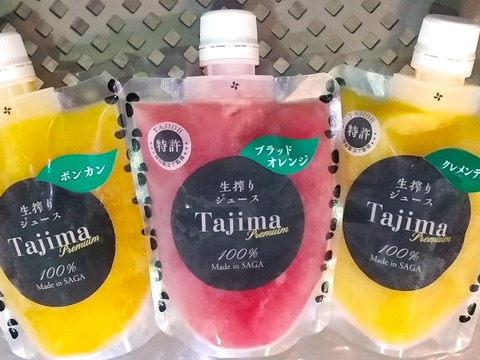 ポンカン
生搾り
ジュース
Tajima
Premium
100%
Made in SAGA
TAJIMA
特許
ブラッド
オレンジ
生搾り
ジュース
Tajima
Premium
100%
Made in SAGA
特許
クレメンテ
生搾り
ジュース
Tajima
Premium
100%
Made in SAGA